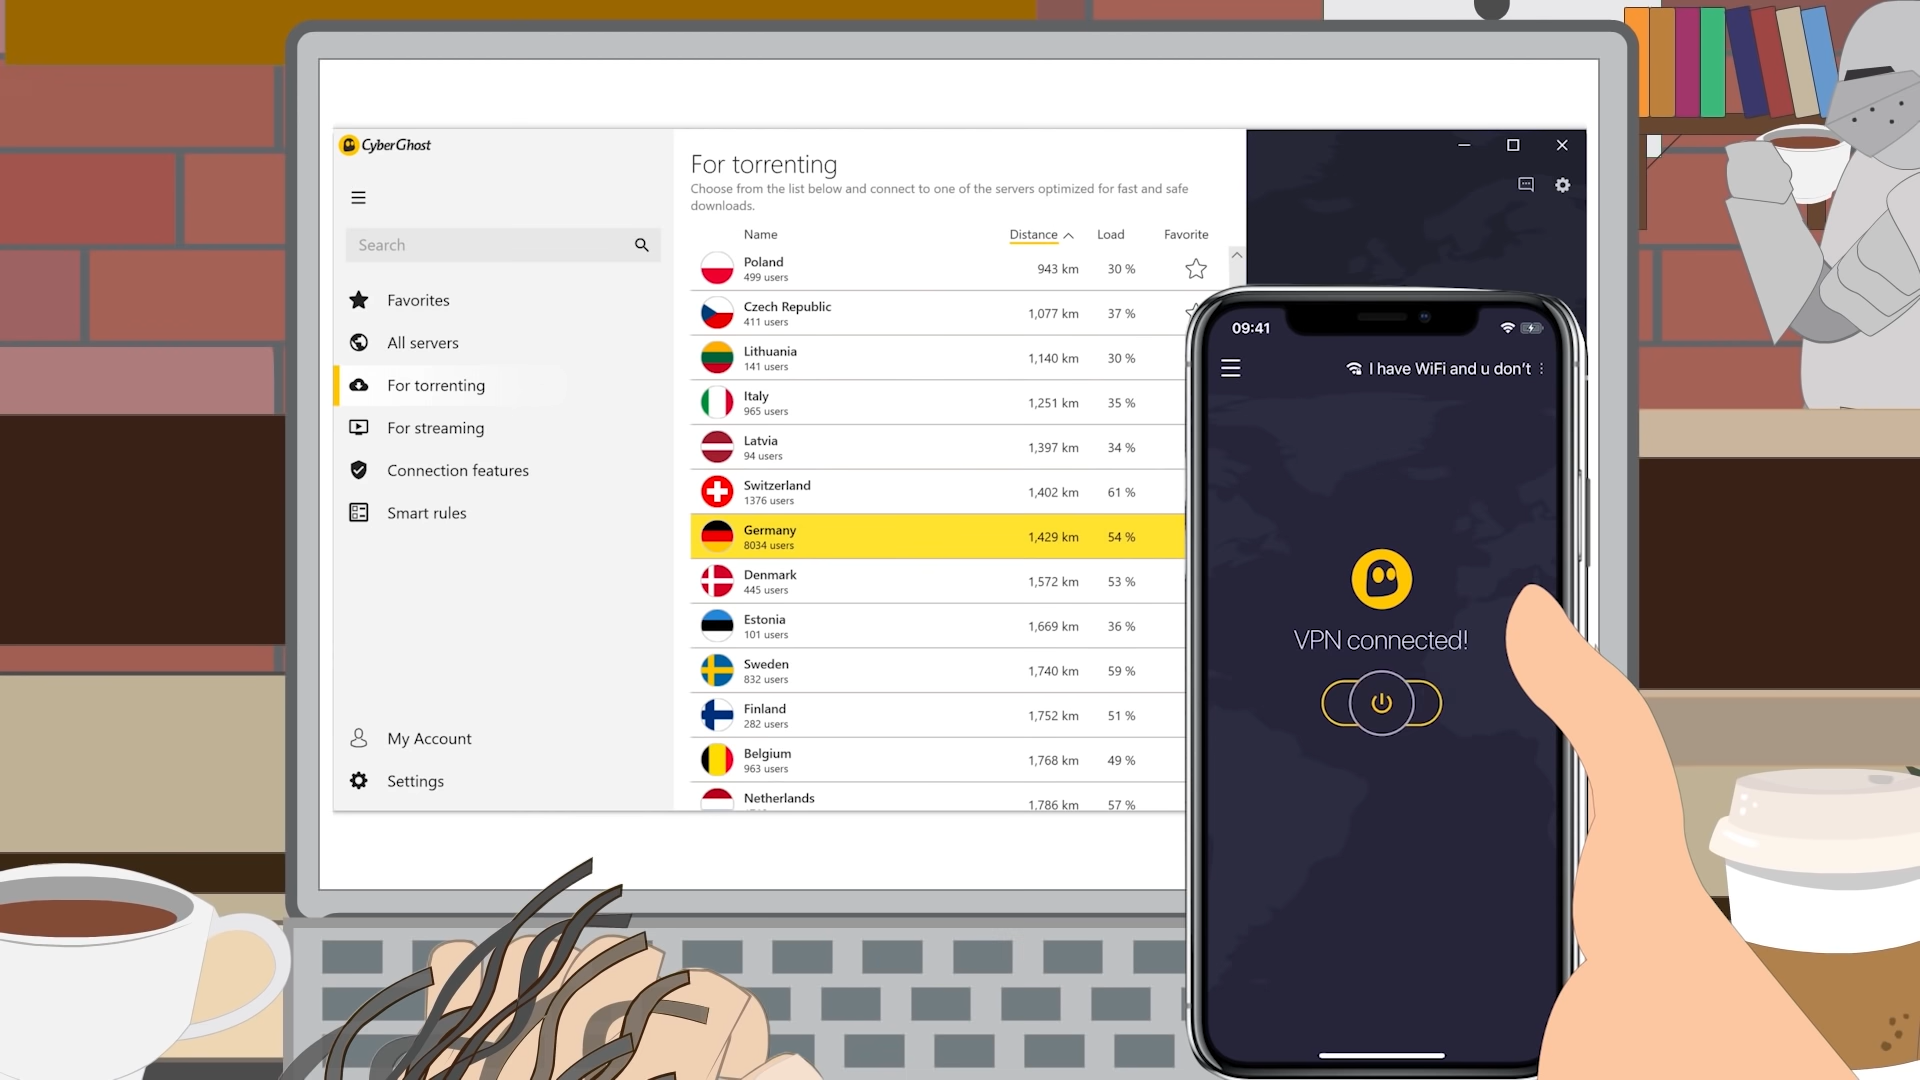 CyberGhost
Search
Favorites
All servers
For torrenting
For streaming
Connection features
Smart rules
My Account
Settings
For torrenting
Choose from the list below and connect to one of the servers optimized for fast and safe
downloads.
Name Distance Load Favorite
Poland 943 km 30 %
499 users
Czech Republic 1,077 km 37 %
411 users
Lithuania 1,140 km 30 %
141 users
Italy 1,251 km 35 %
965 users
Latvia 1,397 km 34 %
94 users
Switzerland 1,402 km 61 %
1376 users
Germany 1,429 km 54 %
8034 users
Denmark 1,572 km 53 %
445 users
Estonia 1,669 km 36 %
101 users
Sweden 1,740 km 59 %
832 users
Finland 1,752 km 51 %
282 users
Belgium 1,768 km 49 %
963 users
Netherlands 1,786 km 57 %
09:41
I have WiFi and u don't
VPN connected!